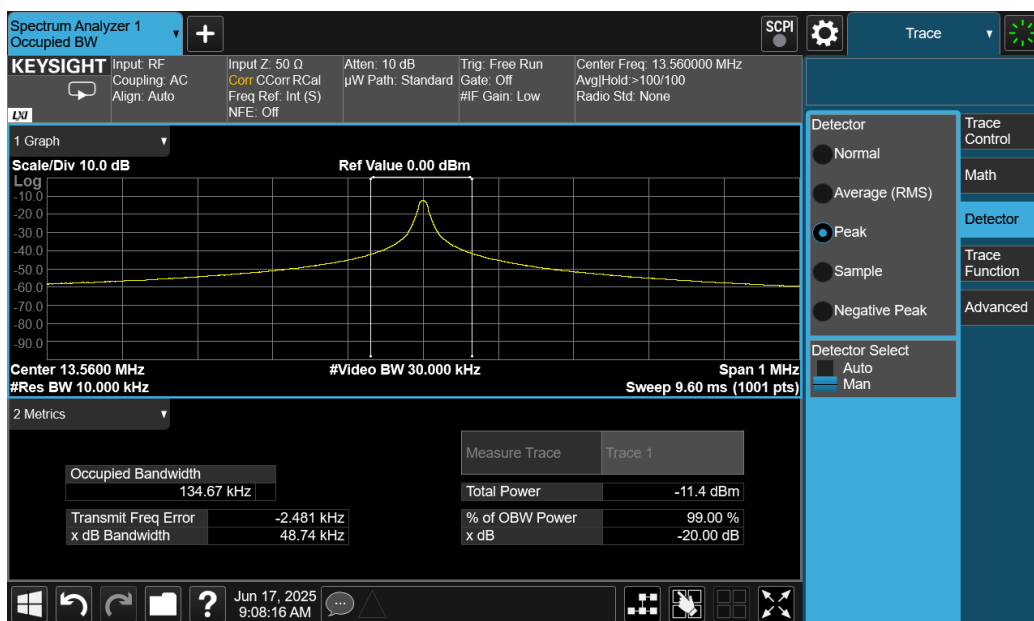 Spectrum Analyzer 1
Occupied BW
+
SCPI
Trace
KEYSIGHT
LXI
Input: RF
Coupling: AC
Align: Auto
Input Z: 50 Ω
Corr CCorr RCal
Freq Ref: Int (S)
NFE: Off
Atten: 10 dB
µW Path: Standard
Trig: Free Run
Gate: Off
#IF Gain: Low
Center Freq: 13.560000 MHz
Avg|Hold:>100/100
Radio Std: None
1 Graph
Scale/Div 10.0 dB
Ref Value 0.00 dBm
Log
-10.0
-20.0
-30.0
-40.0
-50.0
-60.0
-70.0
-80.0
-90.0
Center 13.5600 MHz
#Video BW 30.000 kHz
Span 1 MHz
#Res BW 10.000 kHz
Sweep 9.60 ms (1001 pts)
2 Metrics
Measure Trace Trace 1
Occupied Bandwidth
134.67 kHz
Total Power -11.4 dBm
Transmit Freq Error -2.481 kHz
% of OBW Power 99.00 %
x dB Bandwidth 48.74 kHz
x dB -20.00 dB
Detector
Normal
Average (RMS)
Peak
Sample
Negative Peak
Detector Select
Auto
Man
Trace
Control
Math
Detector
Trace
Function
Advanced
?
Jun 17, 2025
9:08:16 AM